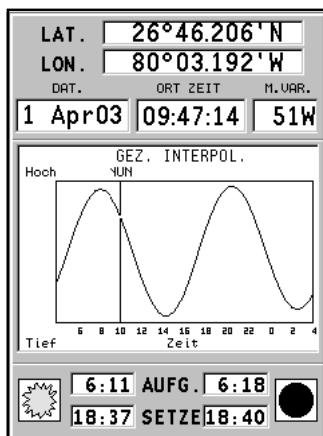 LAT. 26°46.206'N
LON. 80°03.192'W
DAT. ORT ZEIT M.VAR.
1 Apr03 09:47:14 51W
GEZ. INTERPOL.
Hoch NUN
6 8 10 12 14 16 18 20 22 0 2 4
Tief Zeit
6:11 AUFG. 6:18
18:37 SETZE 18:40